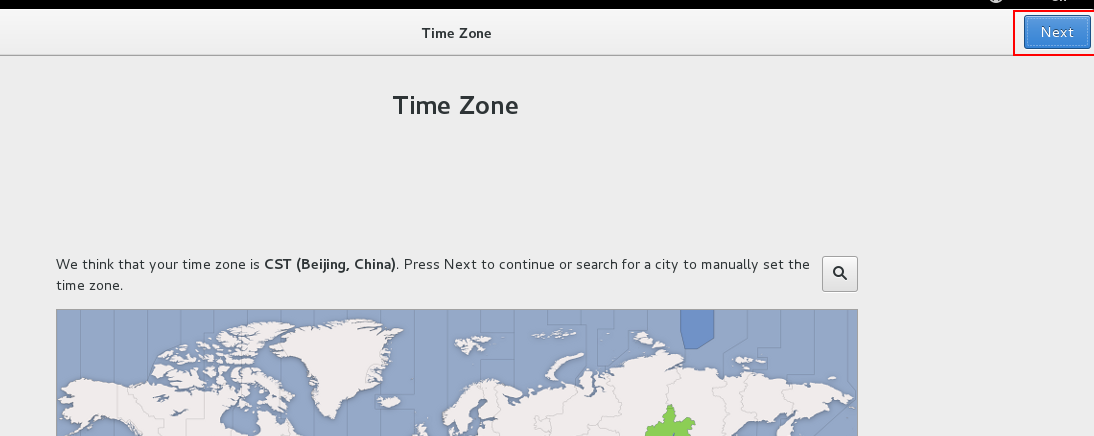 Time Zone
Next
Time Zone
We think that your time zone is CST (Beijing, China). Press Next to continue or search for a city to manually set the
time zone.